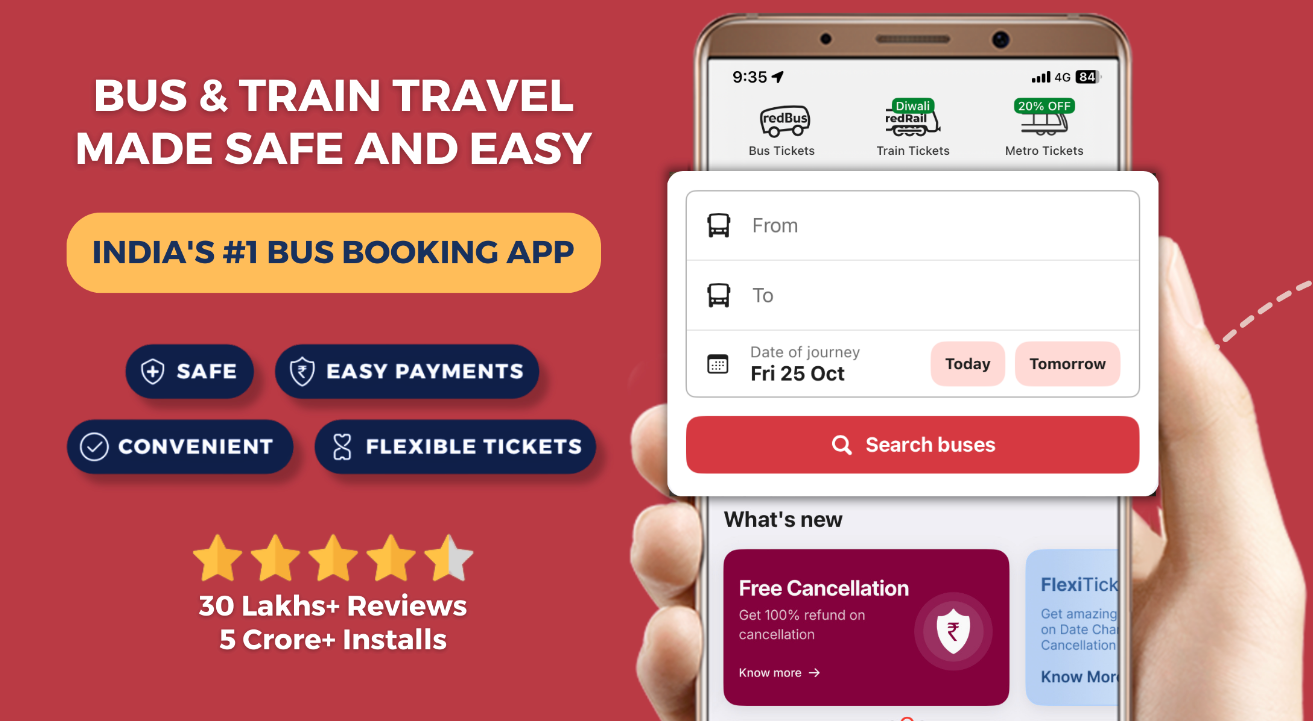 BUS & TRAIN TRAVEL
MADE SAFE AND EASY
INDIA'S #1 BUS BOOKING APP
SAFE
EASY PAYMENTS
CONVENIENT
FLEXIBLE TICKETS
30 Lakhs+ Reviews
5 Crore+ Installs
9:35
4G 84
redBus
Bus Tickets
Diwali
redRail
Train Tickets
20% OFF
Metro Tickets
From
To
Date of journey
Fri 25 Oct
Today
Tomorrow
Search buses
What's new
Free Cancellation
Get 100% refund on
cancellation
Know more →
FlexiTick
Get amazing
on Date Cha
Cancellation
Know Mor